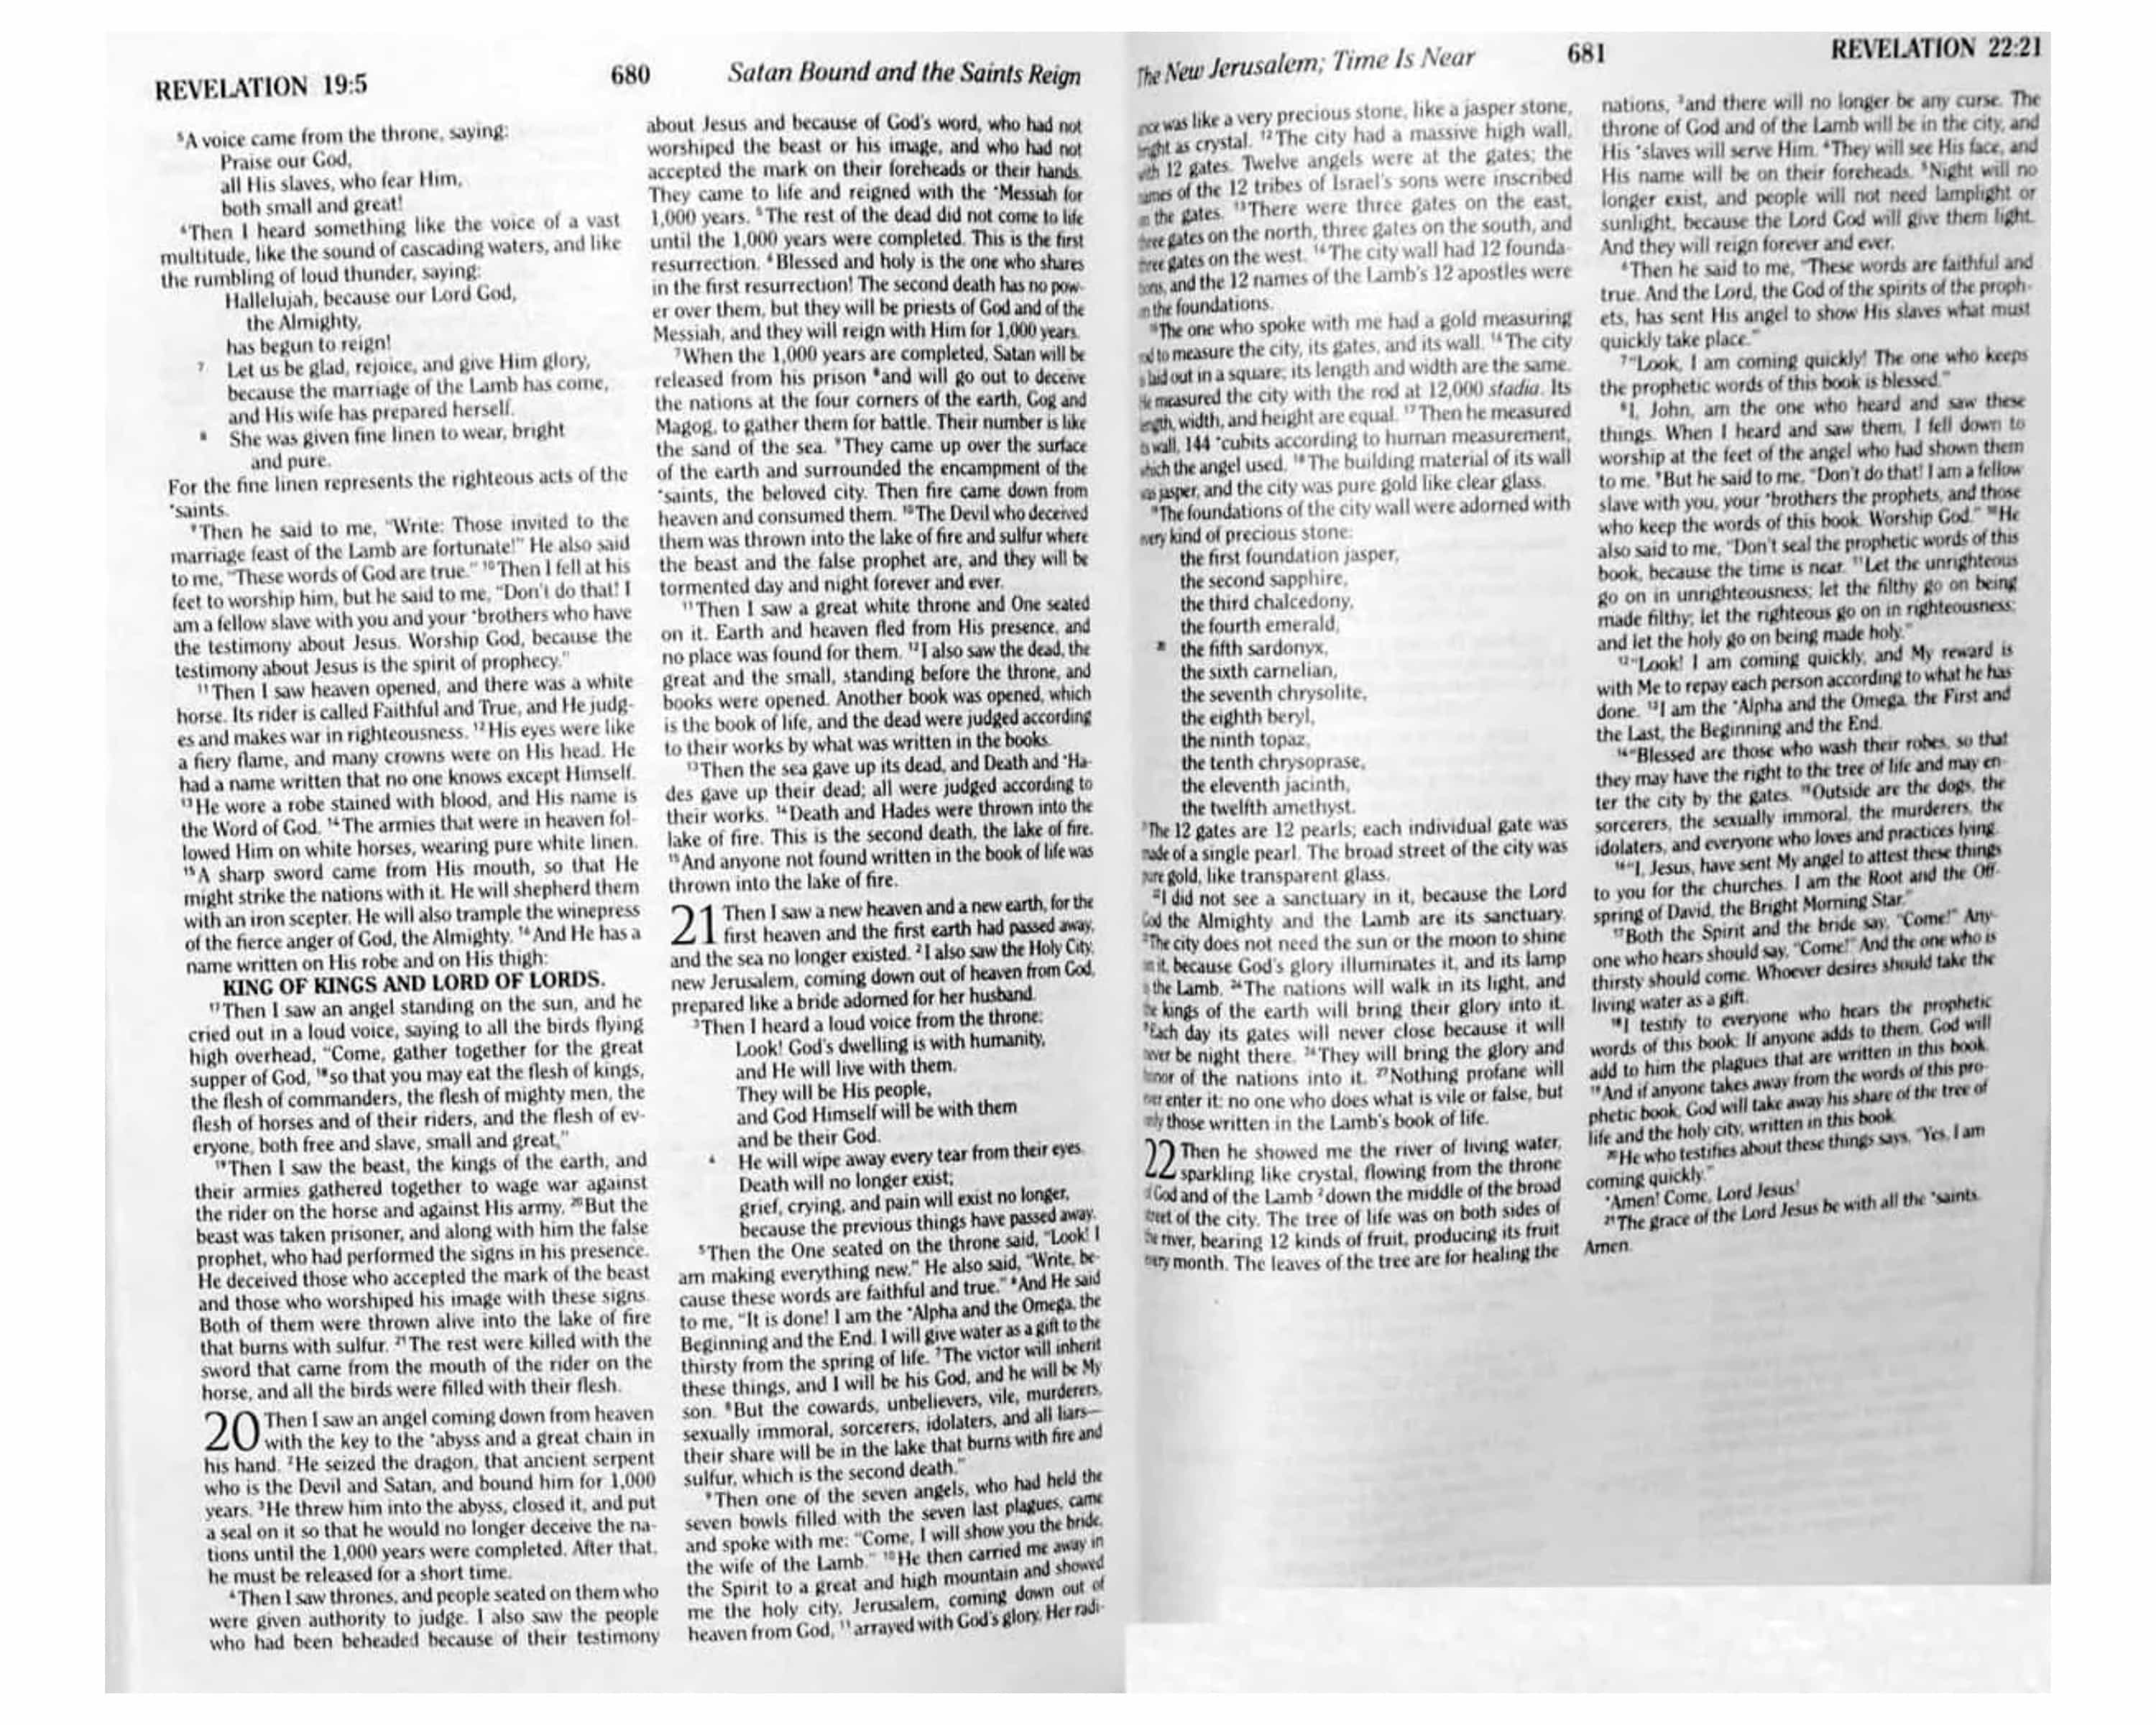 REVELATION 19:5
680
Satan Bound and the Saints Reign
5A voice came from the throne, saying:
Praise our God,
all His slaves, who fear Him,
both small and great!
6Then I heard something like the voice of a vast
multitude, like the sound of cascading waters, and like
the rumbling of loud thunder, saying:
Hallelujah, because our Lord God,
the Almighty,
has begun to reign!
7 Let us be glad, rejoice, and give Him glory,
because the marriage of the Lamb has come,
and His wife has prepared herself.
8 She was given fine linen to wear, bright
and pure.
For the fine linen represents the righteous acts of the
*saints.
9Then he said to me, "Write: Those invited to the
marriage feast of the Lamb are fortunate!" He also said
to me, "These words of God are true." 10Then I fell at his
feet to worship him, but he said to me, "Don't do that! I
am a fellow slave with you and your *brothers who have
the testimony about Jesus. Worship God, because the
testimony about Jesus is the spirit of prophecy."
11Then I saw heaven opened, and there was a white
horse. Its rider is called Faithful and True, and He judg-
es and makes war in righteousness. 12His eyes were like
a fiery flame, and many crowns were on His head. He
had a name written that no one knows except Himself.
13He wore a robe stained with blood, and His name is
the Word of God. 14The armies that were in heaven fol-
lowed Him on white horses, wearing pure white linen.
15A sharp sword came from His mouth, so that He
might strike the nations with it. He will shepherd them
with an iron scepter. He will also trample the winepress
of the fierce anger of God, the Almighty. 16And He has a
name written on His robe and on His thigh:
KING OF KINGS AND LORD OF LORDS.
17Then I saw an angel standing on the sun, and he
cried out in a loud voice, saying to all the birds flying
high overhead, "Come, gather together for the great
supper of God, 18so that you may eat the flesh of kings,
the flesh of commanders, the flesh of mighty men, the
flesh of horses and of their riders, and the flesh of ev-
eryone, both free and slave, small and great."
19Then I saw the beast, the kings of the earth, and
their armies gathered together to wage war against
the rider on the horse and against His army. 20But the
beast was taken prisoner, and along with him the false
prophet, who had performed the signs in his presence.
He deceived those who accepted the mark of the beast
and those who worshiped his image with these signs.
Both of them were thrown alive into the lake of fire
that burns with sulfur. 21The rest were killed with the
sword that came from the mouth of the rider on the
horse, and all the birds were filled with their flesh.
20 Then I saw an angel coming down from heaven
with the key to the *abyss and a great chain in
his hand. 2He seized the dragon, that ancient serpent
who is the Devil and Satan, and bound him for 1,000
years. 3He threw him into the abyss, closed it, and put
a seal on it so that he would no longer deceive the na-
tions until the 1,000 years were completed. After that,
he must be released for a short time.
4Then I saw thrones, and people seated on them who
were given authority to judge. I also saw the people
who had been beheaded because of their testimony
about Jesus and because of God's word, who had not
worshiped the beast or his image, and who had not
accepted the mark on their foreheads or their hands.
They came to life and reigned with the *Messiah for
1,000 years. 5The rest of the dead did not come to life
until the 1,000 years were completed. This is the first
resurrection. 6Blessed and holy is the one who shares
in the first resurrection! The second death has no pow-
er over them, but they will be priests of God and of the
Messiah, and they will reign with Him for 1,000 years.
7When the 1,000 years are completed, Satan will be
released from his prison 8and will go out to deceive
the nations at the four corners of the earth, Gog and
Magog, to gather them for battle. Their number is like
the sand of the sea. 9They came up over the surface
of the earth and surrounded the encampment of the
*saints, the beloved city. Then fire came down from
heaven and consumed them. 10The Devil who deceived
them was thrown into the lake of fire and sulfur where
the beast and the false prophet are, and they will be
tormented day and night forever and ever.
11Then I saw a great white throne and One seated
on it. Earth and heaven fled from His presence, and
no place was found for them. 12I also saw the dead, the
great and the small, standing before the throne, and
books were opened. Another book was opened, which
is the book of life, and the dead were judged according
to their works by what was written in the books.
13Then the sea gave up its dead, and Death and *Ha-
des gave up their dead; all were judged according to
their works. 14Death and Hades were thrown into the
lake of fire. This is the second death, the lake of fire.
15And anyone not found written in the book of life was
thrown into the lake of fire.
21 Then I saw a new heaven and a new earth, for the
first heaven and the first earth had passed away,
and the sea no longer existed. 2I also saw the Holy City,
new Jerusalem, coming down out of heaven from God,
prepared like a bride adorned for her husband.
3Then I heard a loud voice from the throne:
Look! God's dwelling is with humanity,
and He will live with them.
They will be His people,
and God Himself will be with them
and be their God.
4 He will wipe away every tear from their eyes.
Death will no longer exist;
grief, crying, and pain will exist no longer,
because the previous things have passed away.
5Then the One seated on the throne said, "Look! I
am making everything new." He also said, "Write, be-
cause these words are faithful and true." 6And He said
to me, "It is done! I am the *Alpha and the Omega, the
Beginning and the End. I will give water as a gift to the
thirsty from the spring of life. 7The victor will inherit
these things, and I will be his God, and he will be My
son. 8But the cowards, unbelievers, vile, murderers,
sexually immoral, sorcerers, idolaters, and all liars—
their share will be in the lake that burns with fire and
sulfur, which is the second death."
9Then one of the seven angels, who had held the
seven bowls filled with the seven last plagues, came
and spoke with me: "Come, I will show you the bride,
the wife of the Lamb." 10He then carried me away in
the Spirit to a great and high mountain and showed
me the holy city, Jerusalem, coming down out of
heaven from God, 11arrayed with God's glory. Her radi-
The New Jerusalem; Time Is Near
681
REVELATION 22:21
was like a very precious stone, like a jasper stone,
as crystal. 12The city had a massive high wall,
12 gates. Twelve angels were at the gates; the
of the 12 tribes of Israel's sons were inscribed
the gates. 13There were three gates on the east,
gates on the north, three gates on the south, and
gates on the west. 14The city wall had 12 founda-
and the 12 names of the Lamb's 12 apostles were
the foundations.
15The one who spoke with me had a gold measuring
to measure the city, its gates, and its wall. 16The city
laid out in a square; its length and width are the same.
He measured the city with the rod at 12,000 stadia. Its
width, and height are equal. 17Then he measured
wall, 144 *cubits according to human measurement,
which the angel used. 18The building material of its wall
jasper, and the city was pure gold like clear glass.
19The foundations of the city wall were adorned with
every kind of precious stone:
the first foundation jasper,
the second sapphire,
the third chalcedony,
the fourth emerald,
20 the fifth sardonyx,
the sixth carnelian,
the seventh chrysolite,
the eighth beryl,
the ninth topaz,
the tenth chrysoprase,
the eleventh jacinth,
the twelfth amethyst.
The 12 gates are 12 pearls; each individual gate was
made of a single pearl. The broad street of the city was
pure gold, like transparent glass.
22I did not see a sanctuary in it, because the Lord
God the Almighty and the Lamb are its sanctuary.
23The city does not need the sun or the moon to shine
it, because God's glory illuminates it, and its lamp
the Lamb. 24The nations will walk in its light, and
the kings of the earth will bring their glory into it.
Each day its gates will never close because it will
be night there. 26They will bring the glory and
of the nations into it. 27Nothing profane will
enter it: no one who does what is vile or false, but
only those written in the Lamb's book of life.
22 Then he showed me the river of living water,
sparkling like crystal, flowing from the throne
God and of the Lamb 2down the middle of the broad
street of the city. The tree of life was on both sides of
the river, bearing 12 kinds of fruit, producing its fruit
every month. The leaves of the tree are for healing the
nations, 3and there will no longer be any curse. The
throne of God and of the Lamb will be in the city, and
His *slaves will serve Him. 4They will see His face, and
His name will be on their foreheads. 5Night will no
longer exist, and people will not need lamplight or
sunlight, because the Lord God will give them light.
And they will reign forever and ever.
6Then he said to me, "These words are faithful and
true. And the Lord, the God of the spirits of the proph-
ets, has sent His angel to show His slaves what must
quickly take place."
7"Look, I am coming quickly! The one who keeps
the prophetic words of this book is blessed."
8I, John, am the one who heard and saw these
things. When I heard and saw them, I fell down to
worship at the feet of the angel who had shown them
to me. 9But he said to me, "Don't do that! I am a fellow
slave with you, your *brothers the prophets, and those
who keep the words of this book. Worship God." 10He
also said to me, "Don't seal the prophetic words of this
book, because the time is near. 11Let the unrighteous
go on in unrighteousness; let the filthy go on being
made filthy; let the righteous go on in righteousness;
and let the holy go on being made holy."
12"Look! I am coming quickly, and My reward is
with Me to repay each person according to what he has
done. 13I am the *Alpha and the Omega, the First and
the Last, the Beginning and the End.
14"Blessed are those who wash their robes, so that
they may have the right to the tree of life and may en-
ter the city by the gates. 15Outside are the dogs, the
sorcerers, the sexually immoral, the murderers, the
idolaters, and everyone who loves and practices lying.
16"I, Jesus, have sent My angel to attest these things
to you for the churches. I am the Root and the Off-
spring of David, the Bright Morning Star."
17Both the Spirit and the bride say, "Come!" Any-
one who hears should say, "Come!" And the one who is
thirsty should come. Whoever desires should take the
living water as a gift.
18I testify to everyone who hears the prophetic
words of this book: If anyone adds to them, God will
add to him the plagues that are written in this book.
19And if anyone takes away from the words of this pro-
phetic book, God will take away his share of the tree of
life and the holy city, written in this book.
20He who testifies about these things says, "Yes, I am
coming quickly."
*Amen! Come, Lord Jesus!
21The grace of the Lord Jesus be with all the *saints.
Amen.